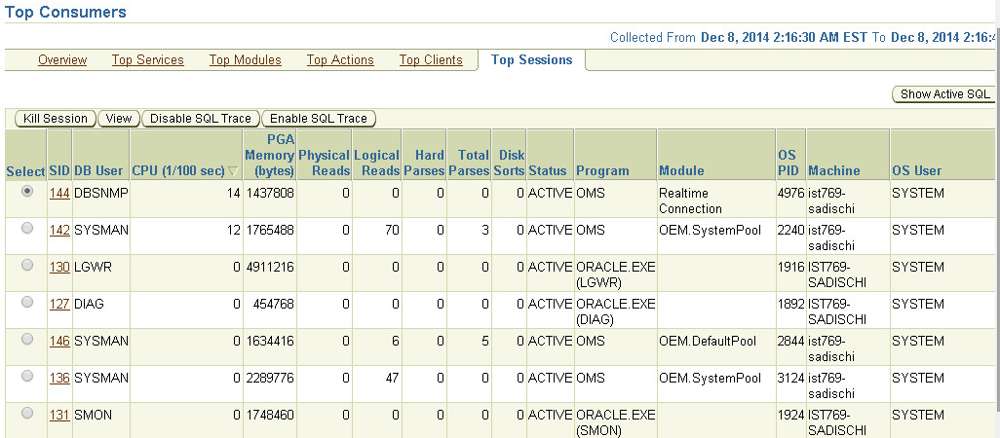 Top Consumers
Collected From Dec 8, 2014 2:16:30 AM EST To Dec 8, 2014 2:16:4
Overview Top Services Top Modules Top Actions Top Clients Top Sessions
Show Active SQL
Kill Session View Disable SQL Trace Enable SQL Trace
Select SID DB User CPU (1/100 sec) PGA Memory (bytes) Physical Reads Logical Reads Hard Parses Total Parses Disk Sorts Status Program Module OS PID Machine OS User
144 DBSNMP 14 1437808 0 0 0 0 0 ACTIVE OMS Realtime Connection 4976 ist769-sadischi SYSTEM
142 SYSMAN 12 1765488 0 70 0 3 0 ACTIVE OMS OEM.SystemPool 2240 ist769-sadischi SYSTEM
130 LGWR 0 4911216 0 0 0 0 0 ACTIVE ORACLE.EXE (LGWR) 1916 IST769-SADISCHI SYSTEM
127 DIAG 0 454768 0 0 0 0 0 ACTIVE ORACLE.EXE (DIAG) 1892 IST769-SADISCHI SYSTEM
146 SYSMAN 0 1634416 0 6 0 5 0 ACTIVE OMS OEM.DefaultPool 2844 ist769-sadischi SYSTEM
136 SYSMAN 0 2289776 0 47 0 0 0 ACTIVE OMS OEM.SystemPool 3124 ist769-sadischi SYSTEM
131 SMON 0 1748460 0 0 0 0 0 ACTIVE ORACLE.EXE (SMON) 1924 IST769-SADISCHI SYSTEM